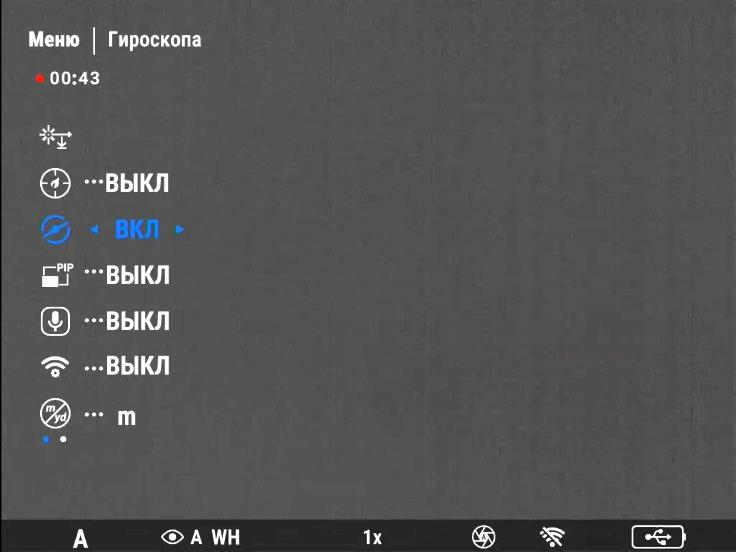 Меню | Гироскопа
00:43
···ВЫКЛ
ВКЛ
PIP ···ВЫКЛ
···ВЫКЛ
···ВЫКЛ
m/yd ··· m
A A WH 1x